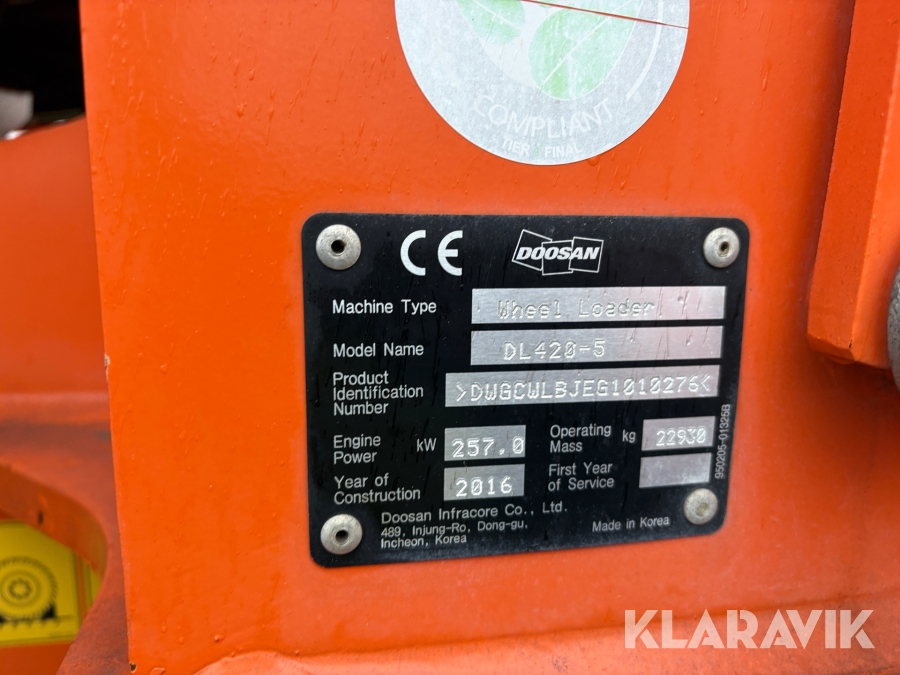 COMPLIANT
TIER 4 FINAL
CE DOOSAN
Machine Type Wheel Loader
Model Name DL420-5
Product
Identification
Number >DWGCWLBJEG1010276<
Engine
Power kW 257.0
Operating
Mass kg 22930
Year of
Construction 2016
First Year
of Service
Doosan Infracore Co., Ltd.
489, Injung-Ro, Dong-gu,
Incheon, Korea
Made in Korea
950205-01325B
KLARAVIK